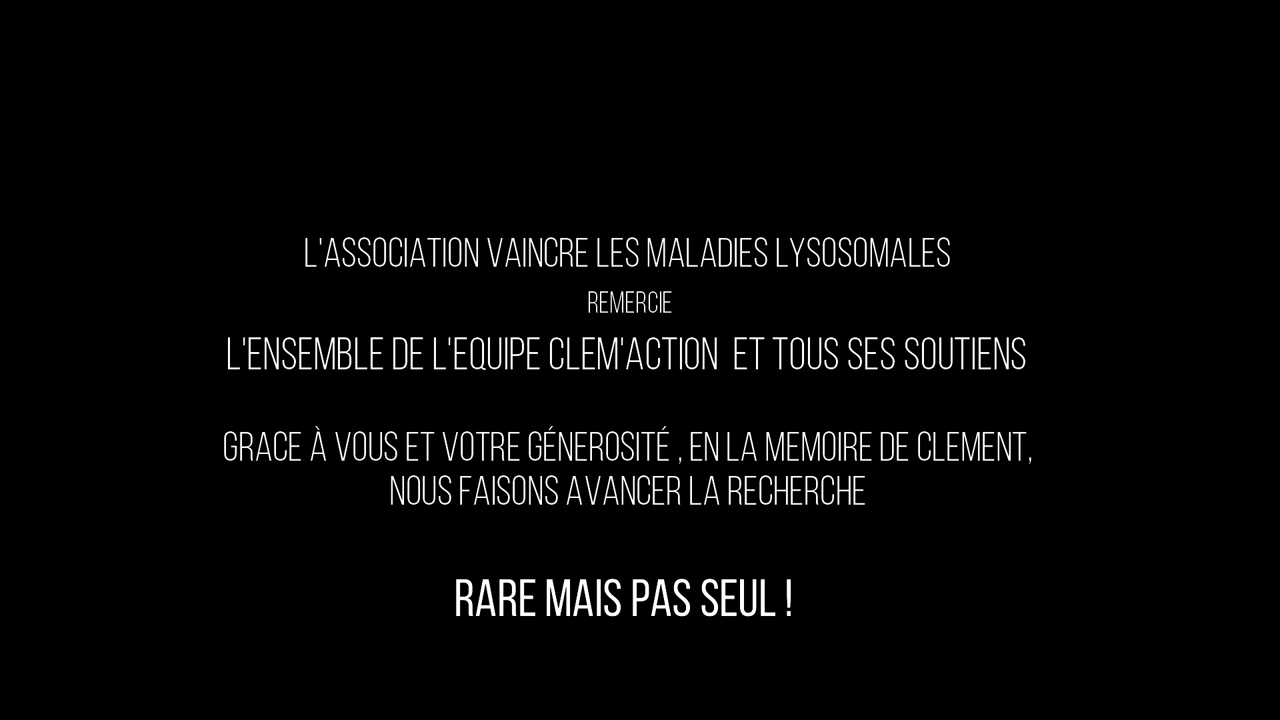 L'ASSOCIATION VAINCRE LES MALADIES LYSOSOMALES
REMERCIE
L'ENSEMBLE DE L'EQUIPE CLEM'ACTION ET TOUS SES SOUTIENS
GRACE À VOUS ET VOTRE GÉNEROSITÉ , EN LA MEMOIRE DE CLEMENT,
NOUS FAISONS AVANCER LA RECHERCHE
RARE MAIS PAS SEUL !